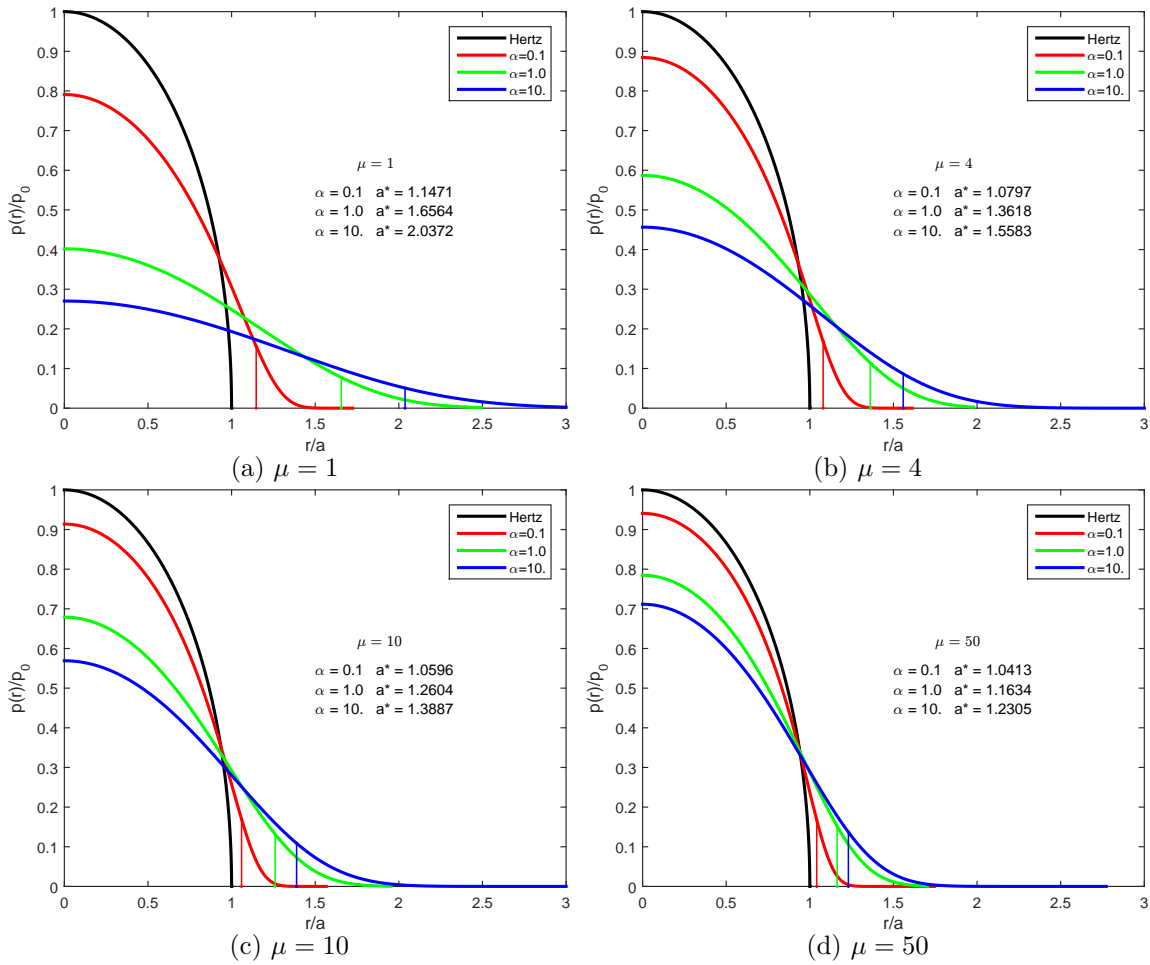 1
0.9
0.8
0.7
0.6
0.5
0.4
0.3
0.2
0.1
0
p(r)/p0
0 0.5 1 1.5 2 2.5 3
r/a
Hertz
α=0.1
α=1.0
α=10.
μ = 1
α = 0.1 a* = 1.1471
α = 1.0 a* = 1.6564
α = 10. a* = 2.0372
(a) μ = 1
1
0.9
0.8
0.7
0.6
0.5
0.4
0.3
0.2
0.1
0
p(r)/p0
0 0.5 1 1.5 2 2.5 3
r/a
Hertz
α=0.1
α=1.0
α=10.
μ = 4
α = 0.1 a* = 1.0797
α = 1.0 a* = 1.3618
α = 10. a* = 1.5583
(b) μ = 4
1
0.9
0.8
0.7
0.6
0.5
0.4
0.3
0.2
0.1
0
p(r)/p0
0 0.5 1 1.5 2 2.5 3
r/a
Hertz
α=0.1
α=1.0
α=10.
μ = 10
α = 0.1 a* = 1.0596
α = 1.0 a* = 1.2604
α = 10. a* = 1.3887
(c) μ = 10
1
0.9
0.8
0.7
0.6
0.5
0.4
0.3
0.2
0.1
0
p(r)/p0
0 0.5 1 1.5 2 2.5 3
r/a
Hertz
α=0.1
α=1.0
α=10.
μ = 50
α = 0.1 a* = 1.0413
α = 1.0 a* = 1.1634
α = 10. a* = 1.2305
(d) μ = 50